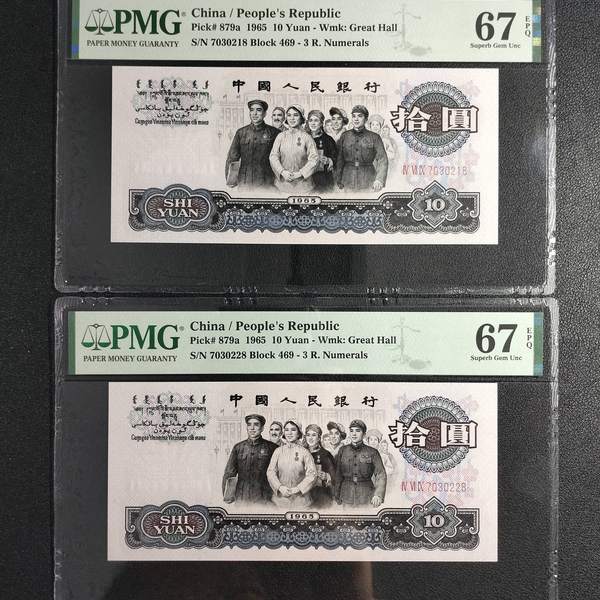 PMG
PAPER MONEY GUARANTY
China / People's Republic
Pick# 879a 1965 10 Yuan - Wmk: Great Hall
S/N 7030218 Block 469 - 3 R. Numerals
67
EPQ
Superb Gem Unc
中國人民銀行
拾圓
IV VI IX 7030218
SHI
YUAN
1965
10
PMG
PAPER MONEY GUARANTY
China / People's Republic
Pick# 879a 1965 10 Yuan - Wmk: Great Hall
S/N 7030228 Block 469 - 3 R. Numerals
67
EPQ
Superb Gem Unc
中國人民銀行
拾圓
IV VI IX 7030228
SHI
YUAN
1965
10